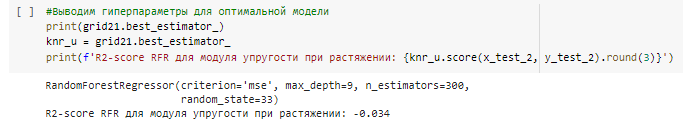 [ ] #Выводим гиперпараметры для оптимальной модели
print(grid21.best_estimator_)
knr_u = grid21.best_estimator_
print(f'R2-score RFR для модуля упругости при растяжении: {knr_u.score(x_test_2, y_test_2).round(3)}')
RandomForestRegressor(criterion='mse', max_depth=9, n_estimators=300,
random_state=33)
R2-score RFR для модуля упругости при растяжении: -0.034